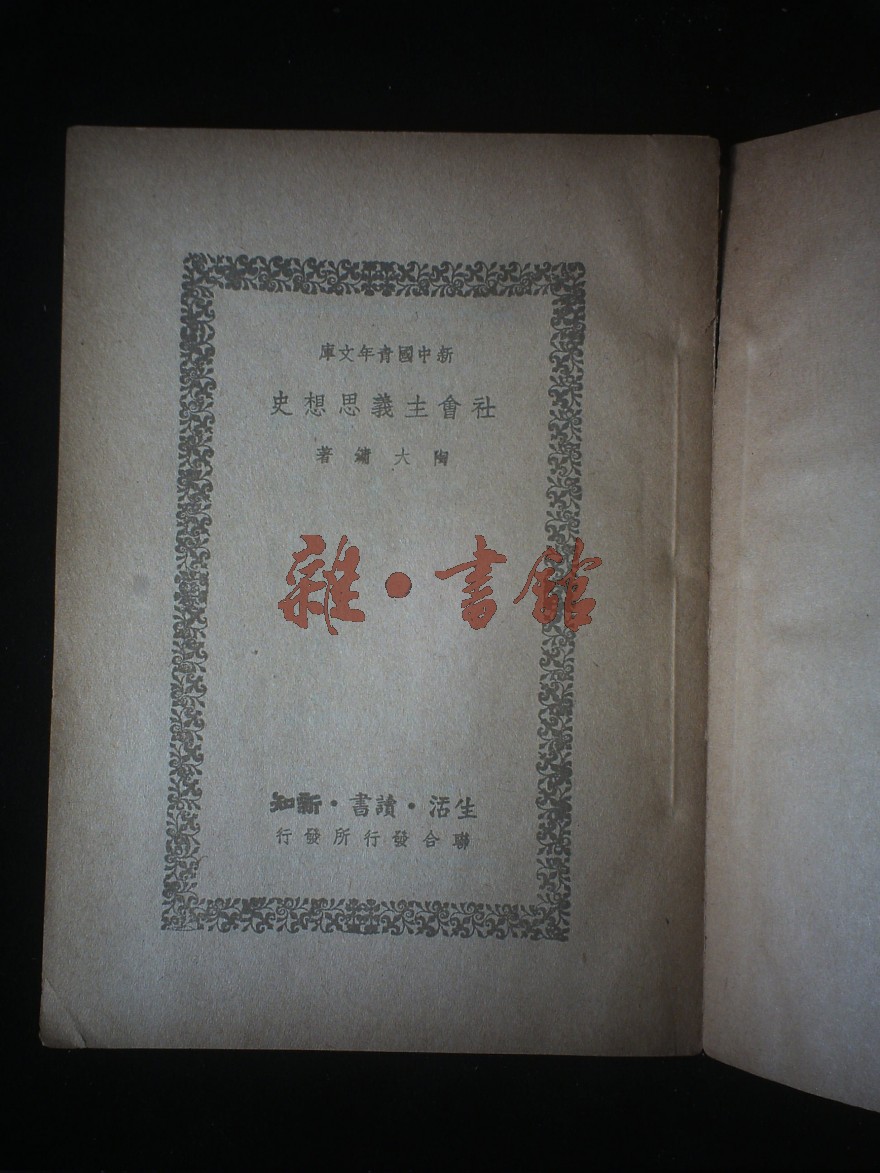 新中國青年文庫
社會主義思想史
陶大鏞著
雜·書館
生活·讀書·新知
聯合發行所發行